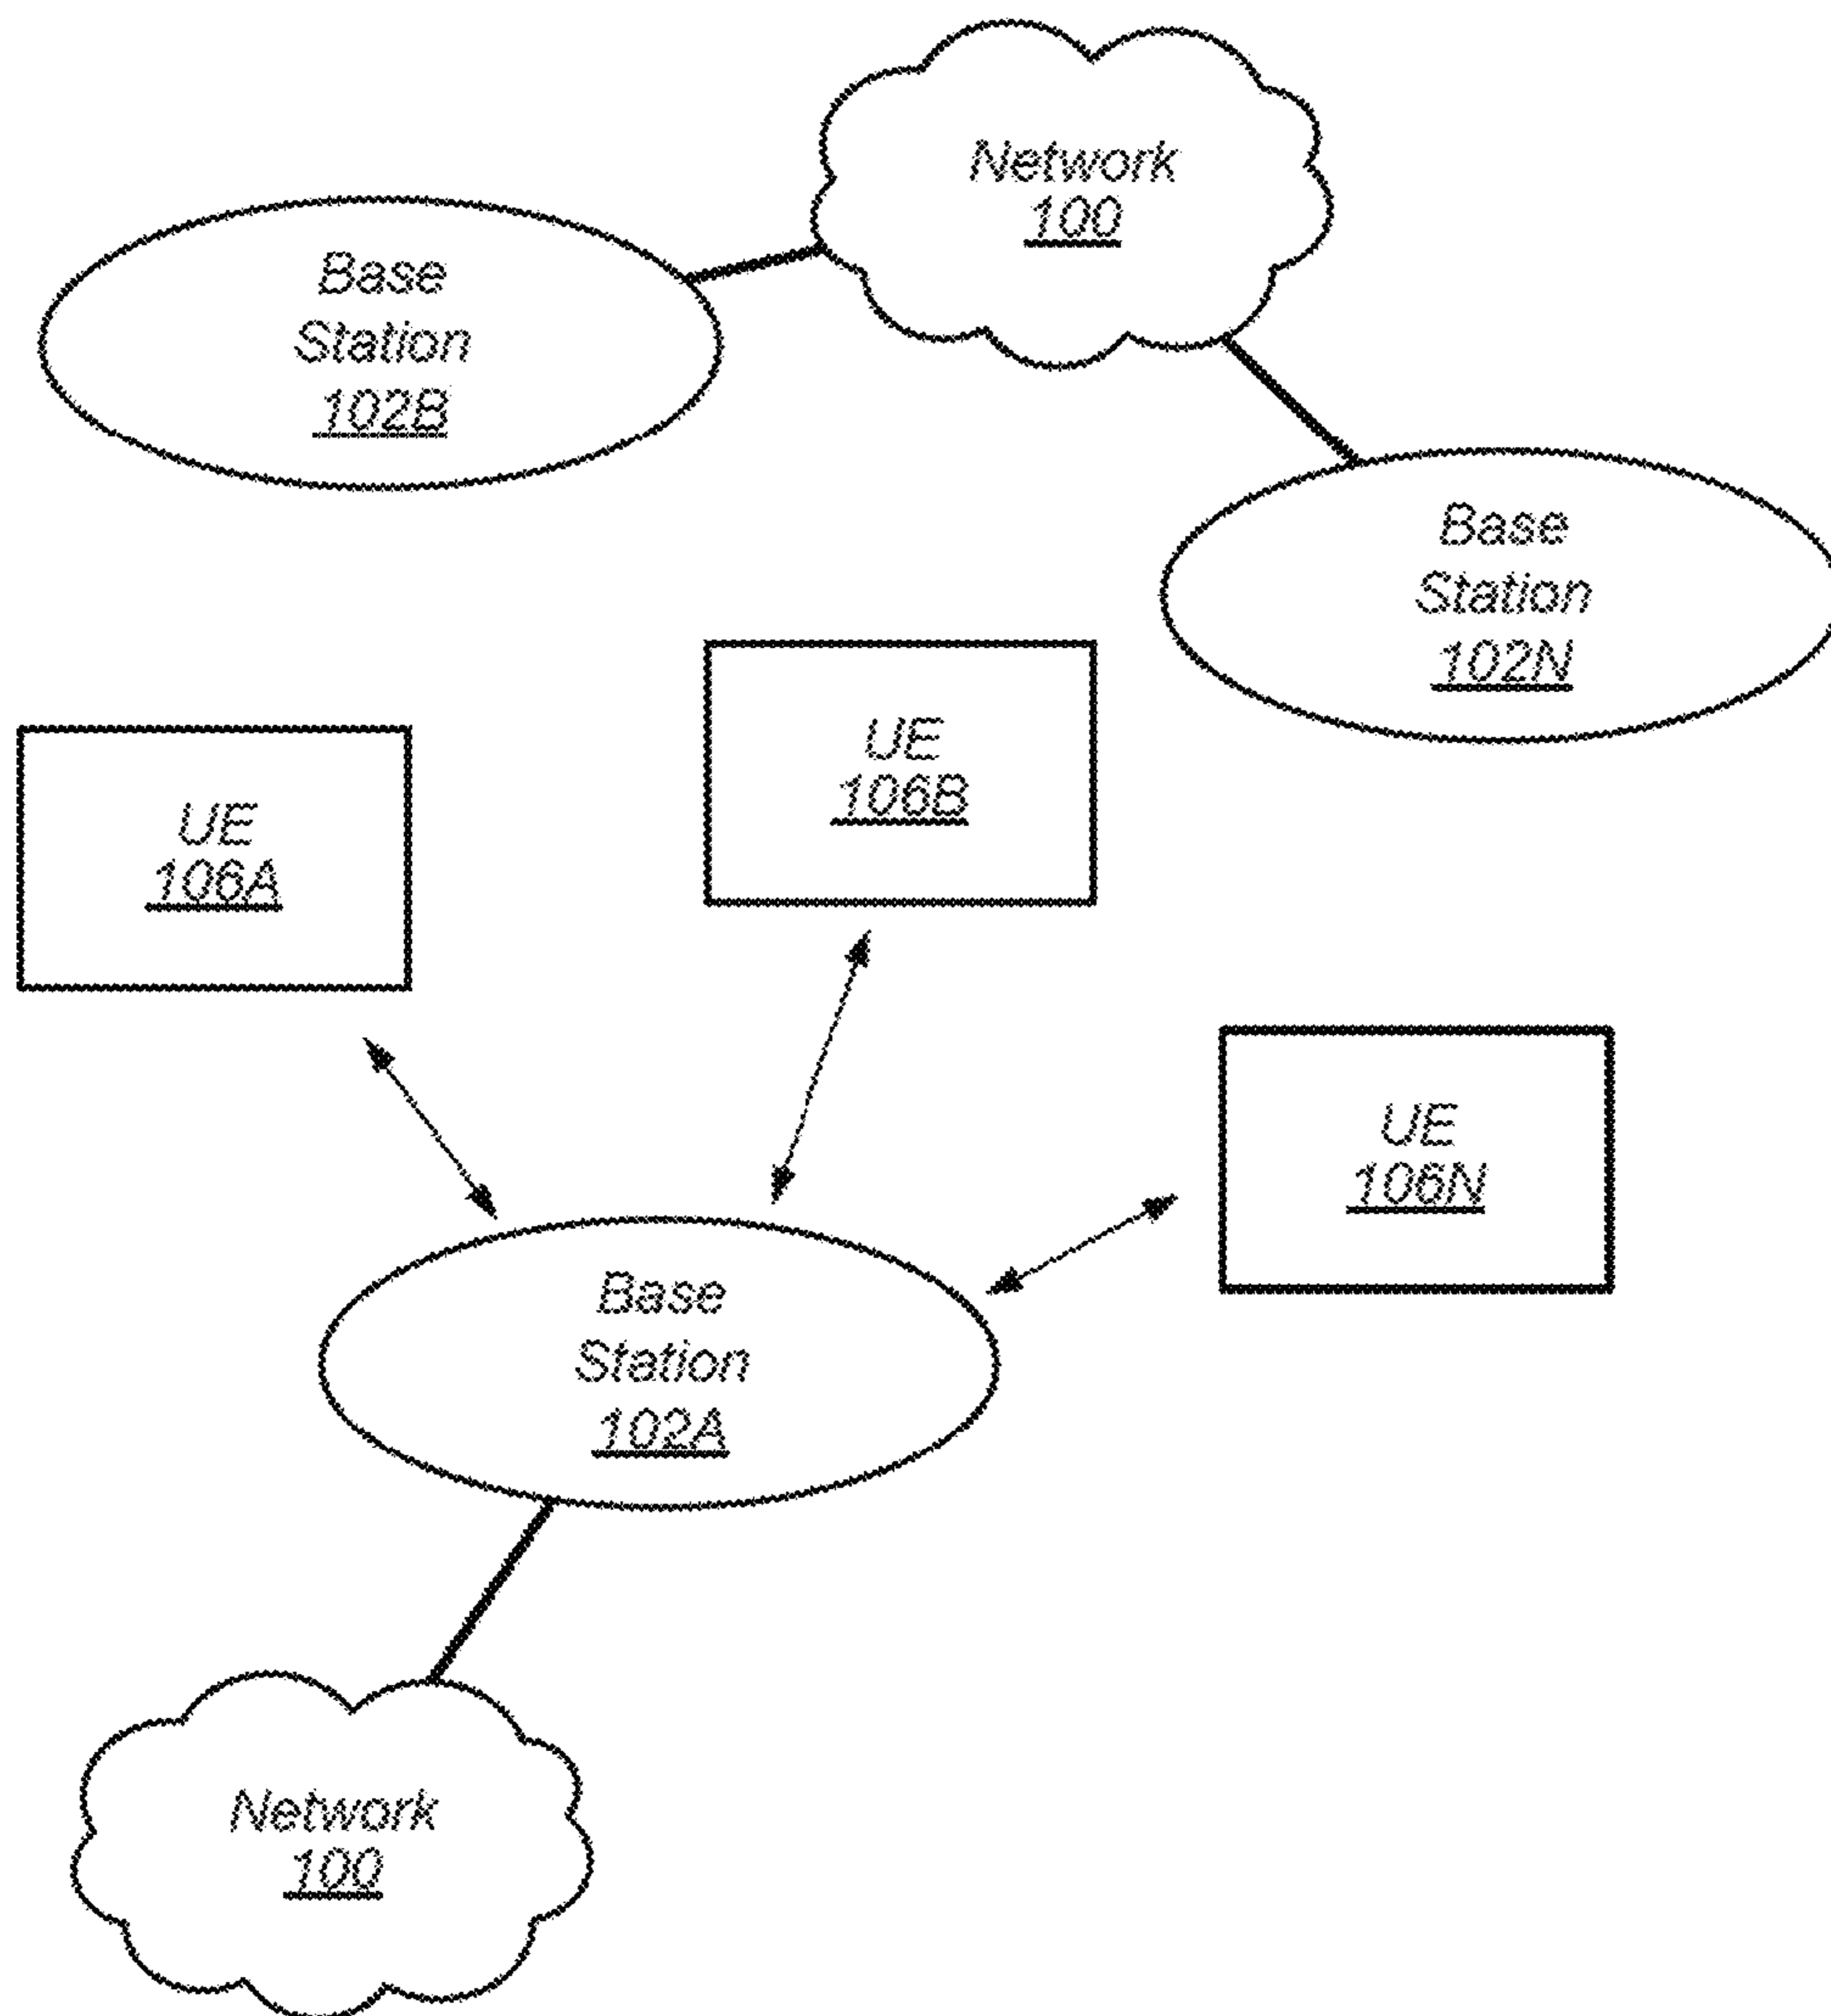 Network
100
Base
Station
102B
Base
Station
102N
UE
106B
UE
106A
UE
106N
Base
Station
102A
Network
100